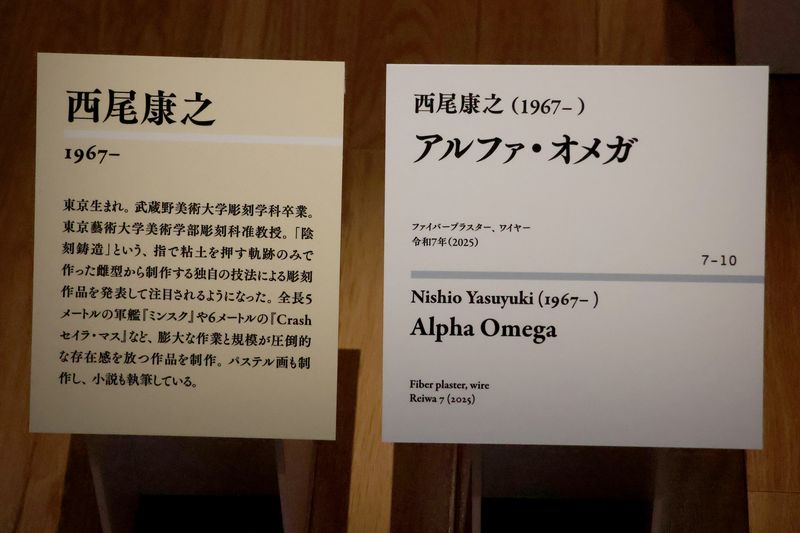 西尾康之
1967–
東京生まれ。武蔵野美術大学彫刻学科卒業。
東京藝術大学美術学部彫刻科准教授。「陰
刻鋳造」という、指で粘土を押す軌跡のみで
作った雌型から制作する独自の技法による彫刻
作品を発表して注目されるようになった。全長5
メートルの軍艦『ミンスク』や6メートルの『Crash
セイラ・マス』など、膨大な作業と規模が圧倒的
な存在感を放つ作品を制作。パステル画も制
作し、小説も執筆している。
西尾康之（1967– ）
アルファ・オメガ
ファイバープラスター、ワイヤー
令和7年（2025）
7-10
Nishio Yasuyuki (1967– )
Alpha Omega
Fiber plaster, wire
Reiwa 7 (2025)